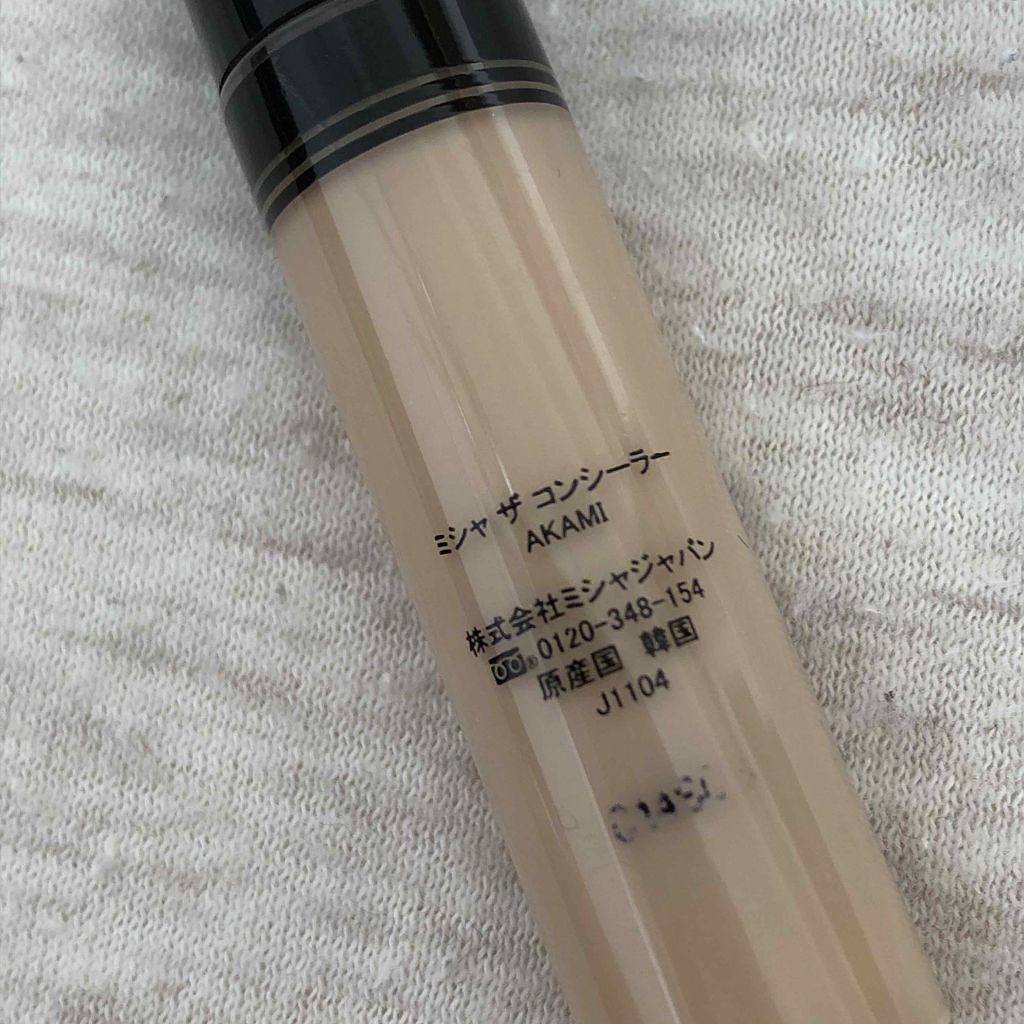 ミシャ ザ コンシーラー
AKAMI
株式会社ミシャジャパン
®0120-348-154
原産国 韓国
J1104